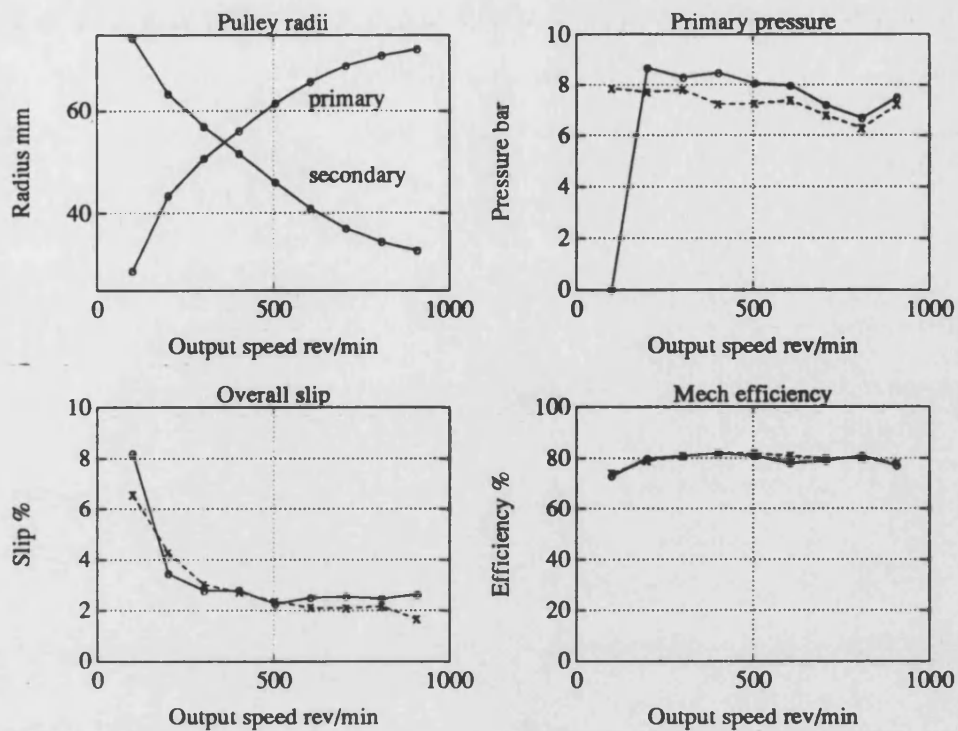 Pulley radii
Radius mm
60
40
primary
secondary
0
500
1000
Output speed rev/min
Primary pressure
Pressure bar
10
8
6
4
2
0
0
500
1000
Output speed rev/min
Overall slip
Slip %
10
8
6
4
2
0
0
500
1000
Output speed rev/min
Mech efficiency
Efficiency %
100
80
60
40
20
0
0
500
1000
Output speed rev/min